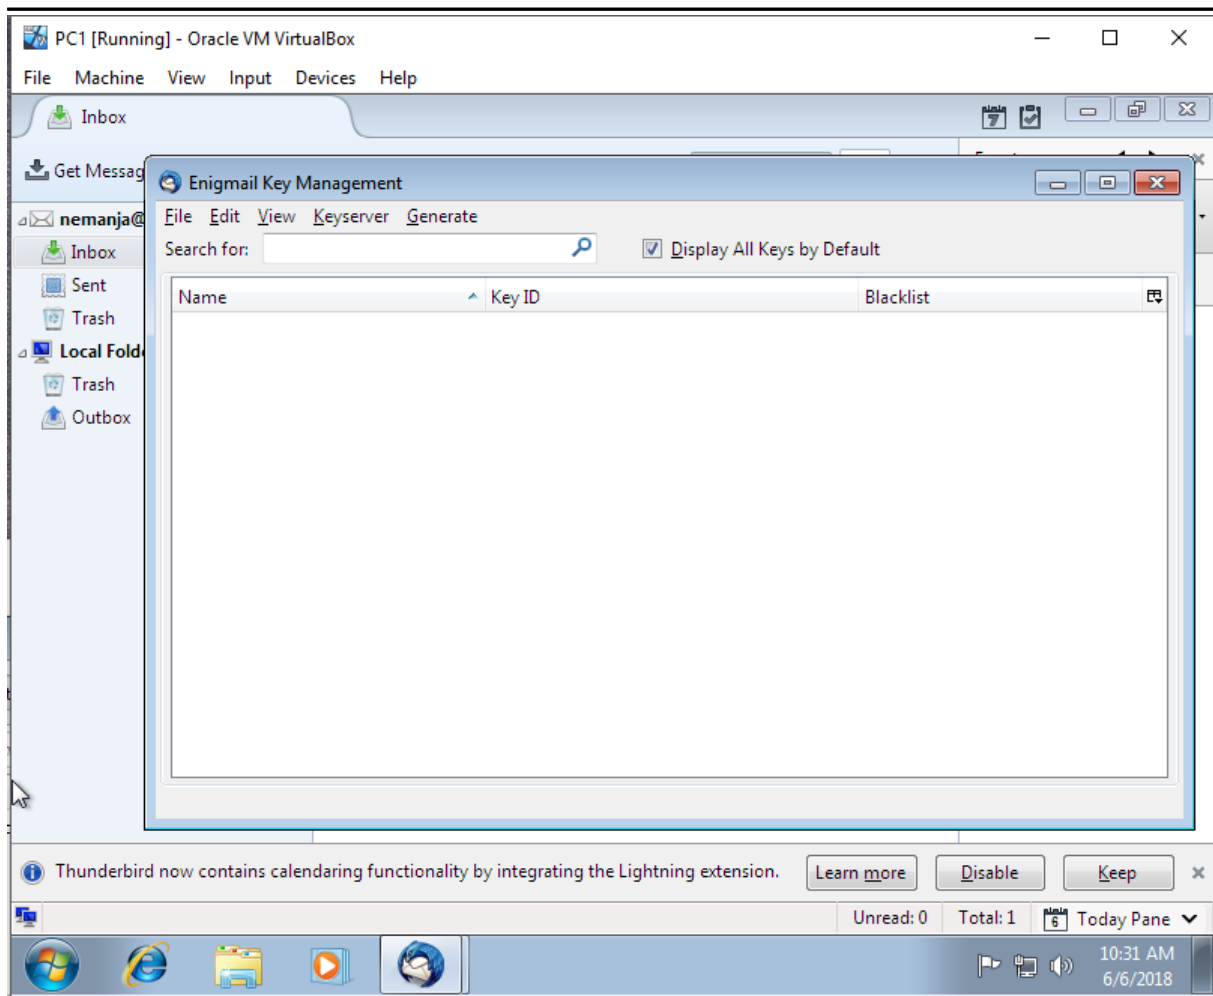 PC1 [Running] - Oracle VM VirtualBox
File Machine View Input Devices Help
Inbox
7
Get Messag
Enigmail Key Management
nemanja@
File Edit View Keyserver Generate
Inbox
Search for:
Display All Keys by Default
Sent
Name
Key ID
Blacklist
Trash
Local Folde
Trash
Outbox
Thunderbird now contains calendaring functionality by integrating the Lightning extension.
Learn more
Disable
Keep
Unread: 0
Total: 1
6
Today Pane
10:31 AM
6/6/2018